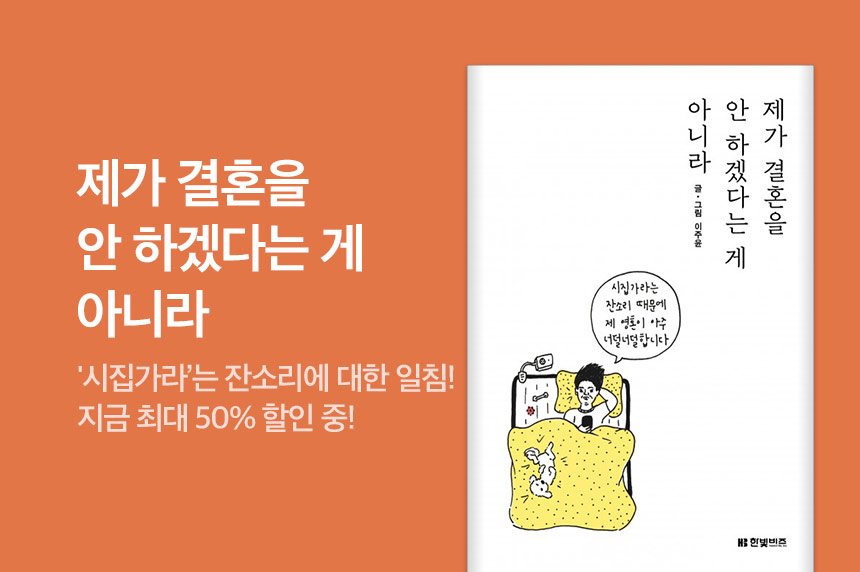 제가 결혼을
안 하겠다는 게
아니라
'시집가라’는 잔소리에 대한 일침!
지금 최대 50% 할인 중!
제가 결혼을
안 하겠다는 게
아니라
글·그림 이주윤
시집가라는
잔소리 때문에
제 영혼이 아주
너덜너덜합니다
HB 한빛비즈